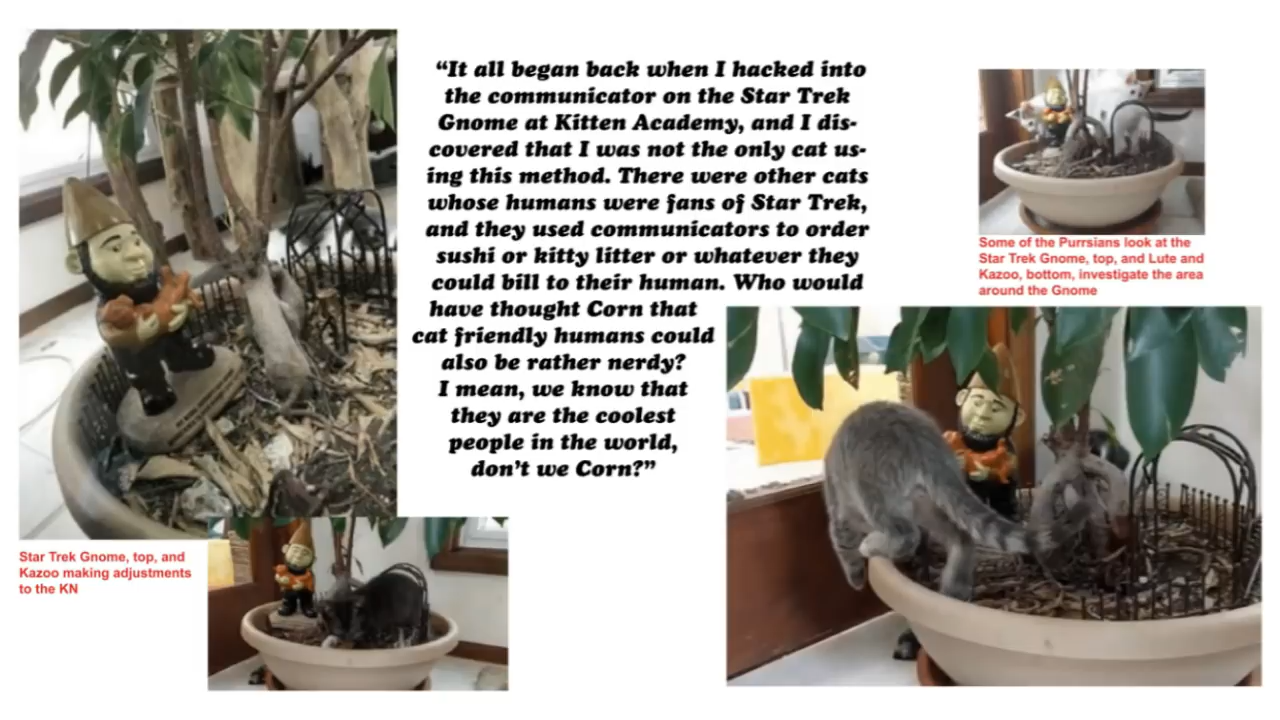 “It all began back when I hacked into
the communicator on the Star Trek
Gnome at Kitten Academy, and I dis-
covered that I was not the only cat us-
ing this method. There were other cats
whose humans were fans of Star Trek,
and they used communicators to order
sushi or kitty litter or whatever they
could bill to their human. Who would
have thought Corn that
cat friendly humans could
also be rather nerdy?
I mean, we know that
they are the coolest
people in the world,
don’t we Corn?”
Star Trek Gnome, top, and
Kazoo making adjustments
to the KN
Some of the Purrsians look at the
Star Trek Gnome, top, and Lute and
Kazoo, bottom, investigate the area
around the Gnome